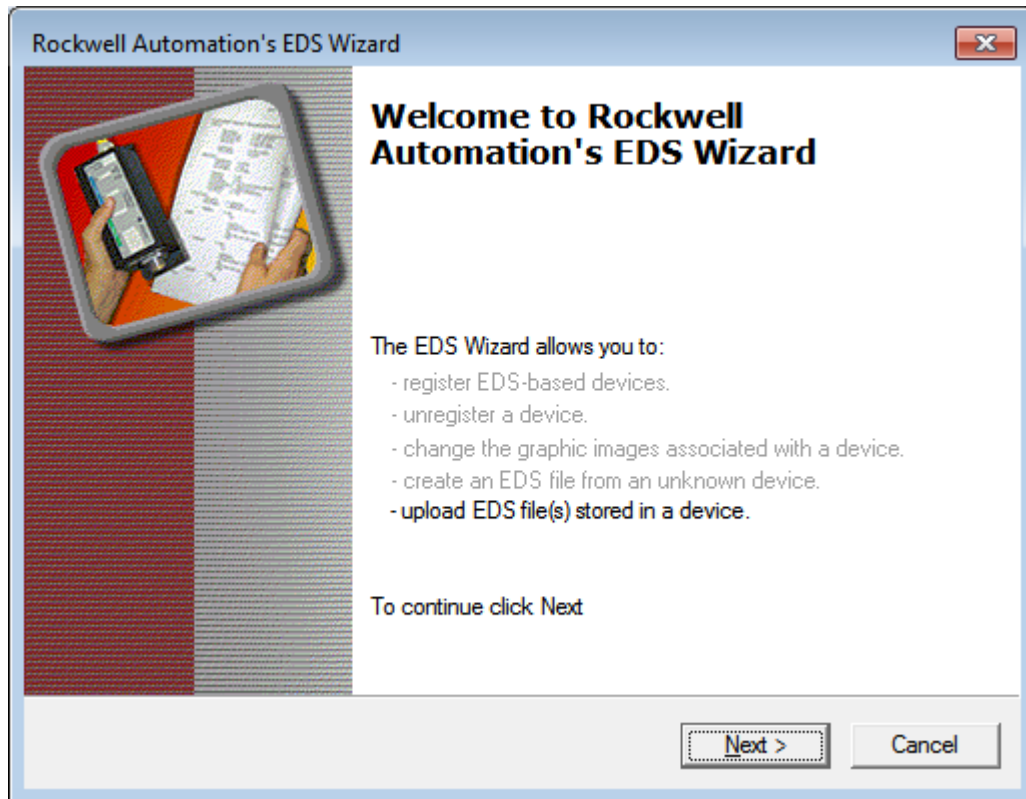 Rockwell Automation's EDS Wizard
Welcome to Rockwell
Automation's EDS Wizard
The EDS Wizard allows you to:
- register EDS-based devices.
- unregister a device.
- change the graphic images associated with a device.
- create an EDS file from an unknown device.
- upload EDS file(s) stored in a device.
To continue click Next
Next >
Cancel